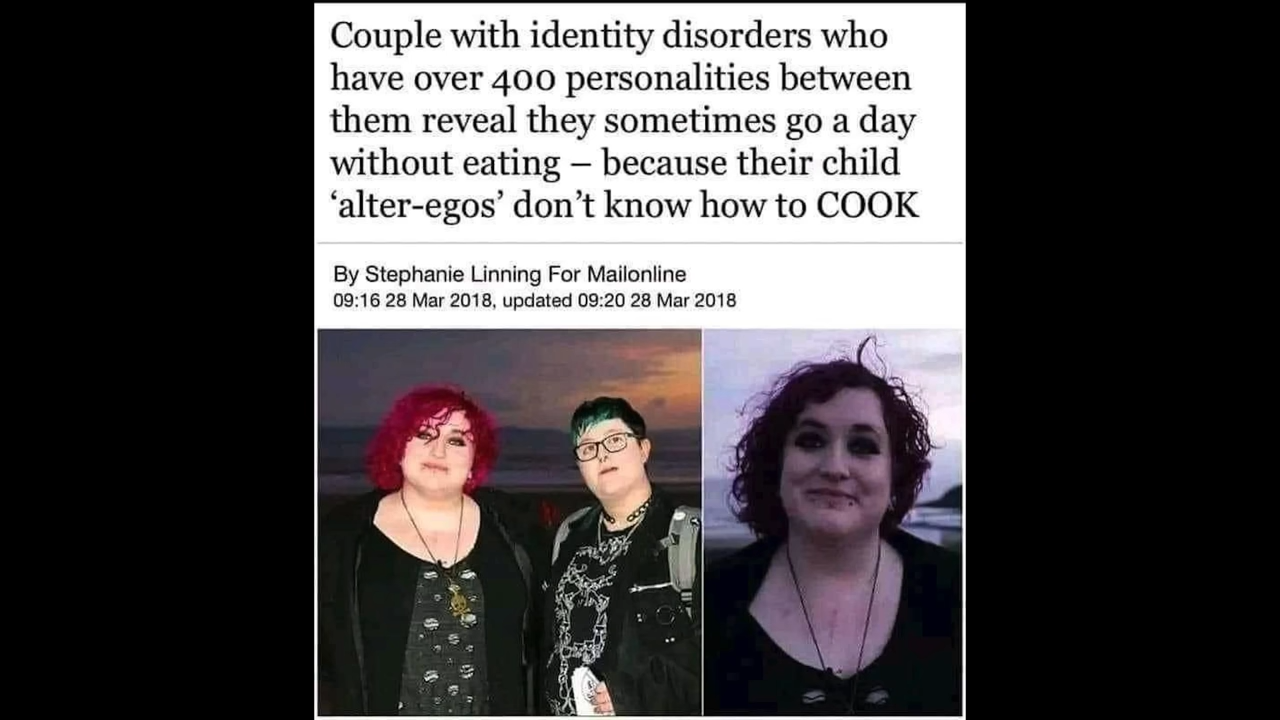 Couple with identity disorders who
have over 400 personalities between
them reveal they sometimes go a day
without eating – because their child
‘alter-egos’ don’t know how to COOK
By Stephanie Linning For Mailonline
09:16 28 Mar 2018, updated 09:20 28 Mar 2018